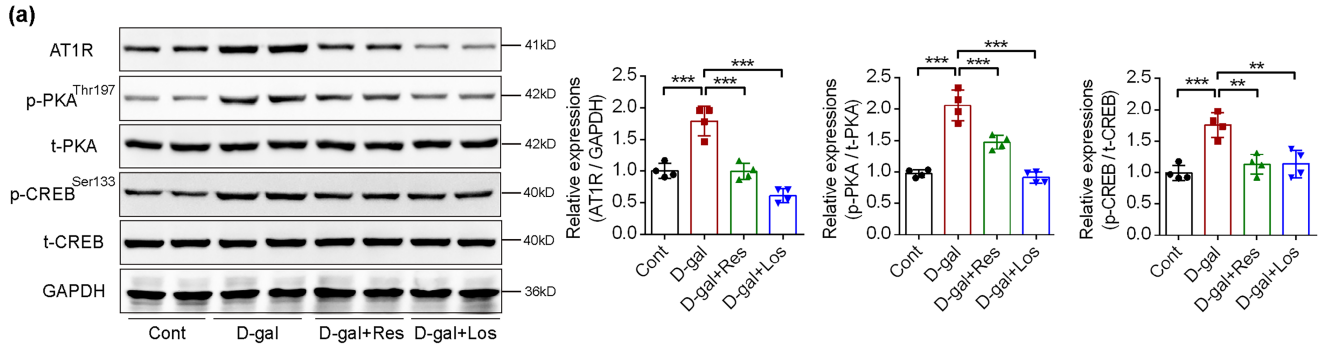 (a)
AT1R
41kD
p-PKA Thr197
42kD
t-PKA
42kD
p-CREB Ser133
40kD
t-CREB
40kD
GAPDH
36kD
Cont D-gal D-gal+Res D-gal+Los
Relative expressions
(AT1R / GAPDH)
2.5
2.0
1.5
1.0
0.5
0.0
***
*** ***
Cont
D-gal
D-gal+Res
D-gal+Los
Relative expressions
(p-PKA / t-PKA)
2.5
2.0
1.5
1.0
0.5
0.0
***
*** ***
Cont
D-gal
D-gal+Res
D-gal+Los
Relative expressions
(p-CREB / t-CREB)
2.5
2.0
1.5
1.0
0.5
0.0
**
*** **
Cont
D-gal
D-gal+Res
D-gal+Los